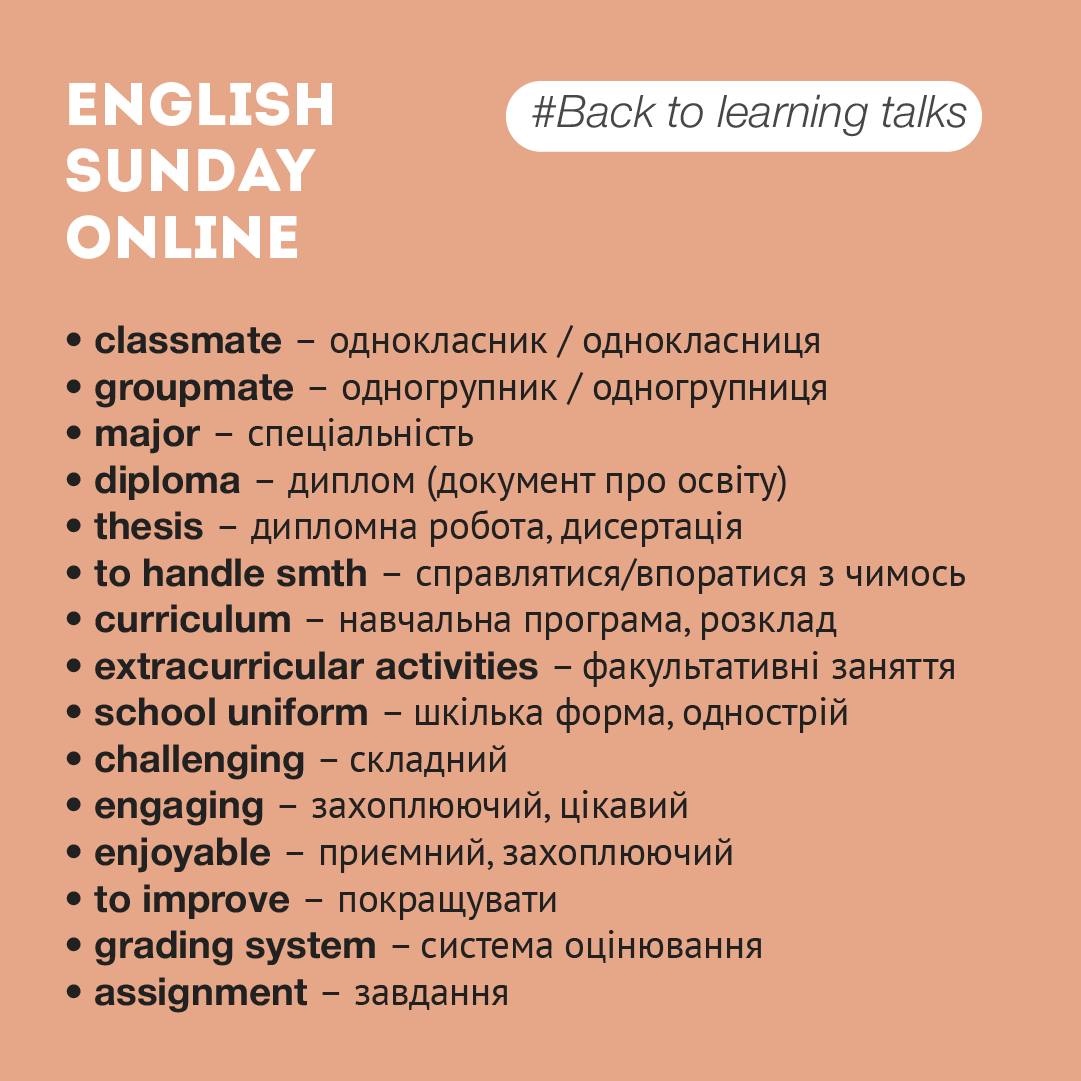 ENGLISH
SUNDAY
ONLINE
#Back to learning talks
• classmate – однокласник / однокласниця
• groupmate – одногрупник / одногрупниця
• major – спеціальність
• diploma – диплом (документ про освіту)
• thesis – дипломна робота, дисертація
• to handle smth – справлятися/впоратися з чимось
• curriculum – навчальна програма, розклад
• extracurricular activities – факультативні заняття
• school uniform – шкілька форма, однострій
• challenging – складний
• engaging – захоплюючий, цікавий
• enjoyable – приємний, захоплюючий
• to improve – покращувати
• grading system – система оцінювання
• assignment – завдання